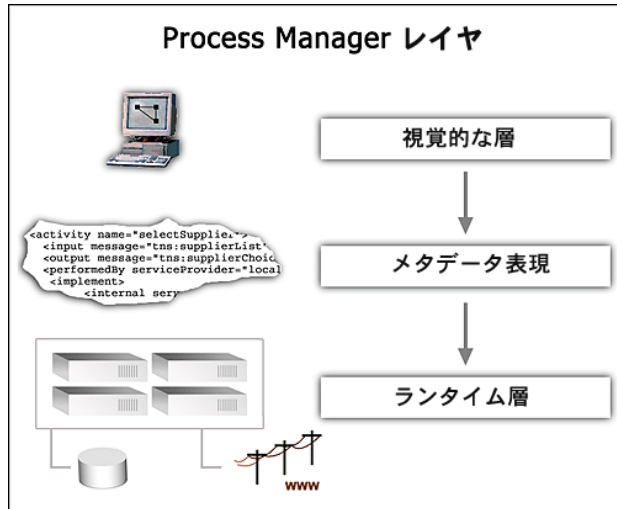 Process Manager レイヤ
視覚的な層
<activity name="selectSupplier">
<input message="tns:supplierList"
<output message="tns:supplierChoic
<performedBy serviceProvider="local
<implement>
<internal serv
メタデータ表現
ランタイム層
www